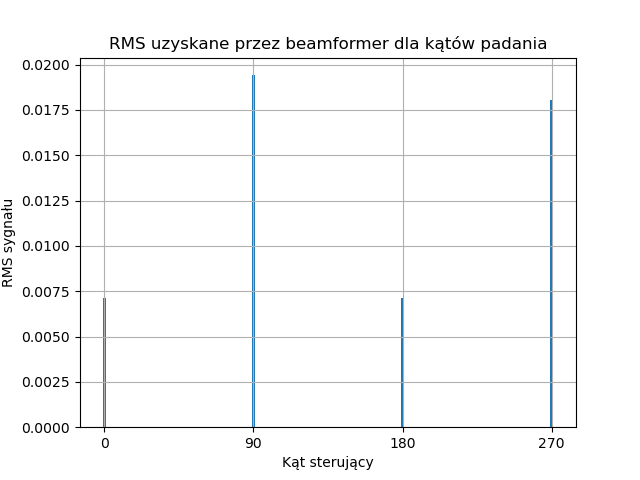 RMS uzyskane przez beamformer dla kątów padania
0.0200
0.0175
0.0150
0.0125
0.0100
0.0075
0.0050
0.0025
0.0000
RMS sygnału
0 90 180 270
Kąt sterujący